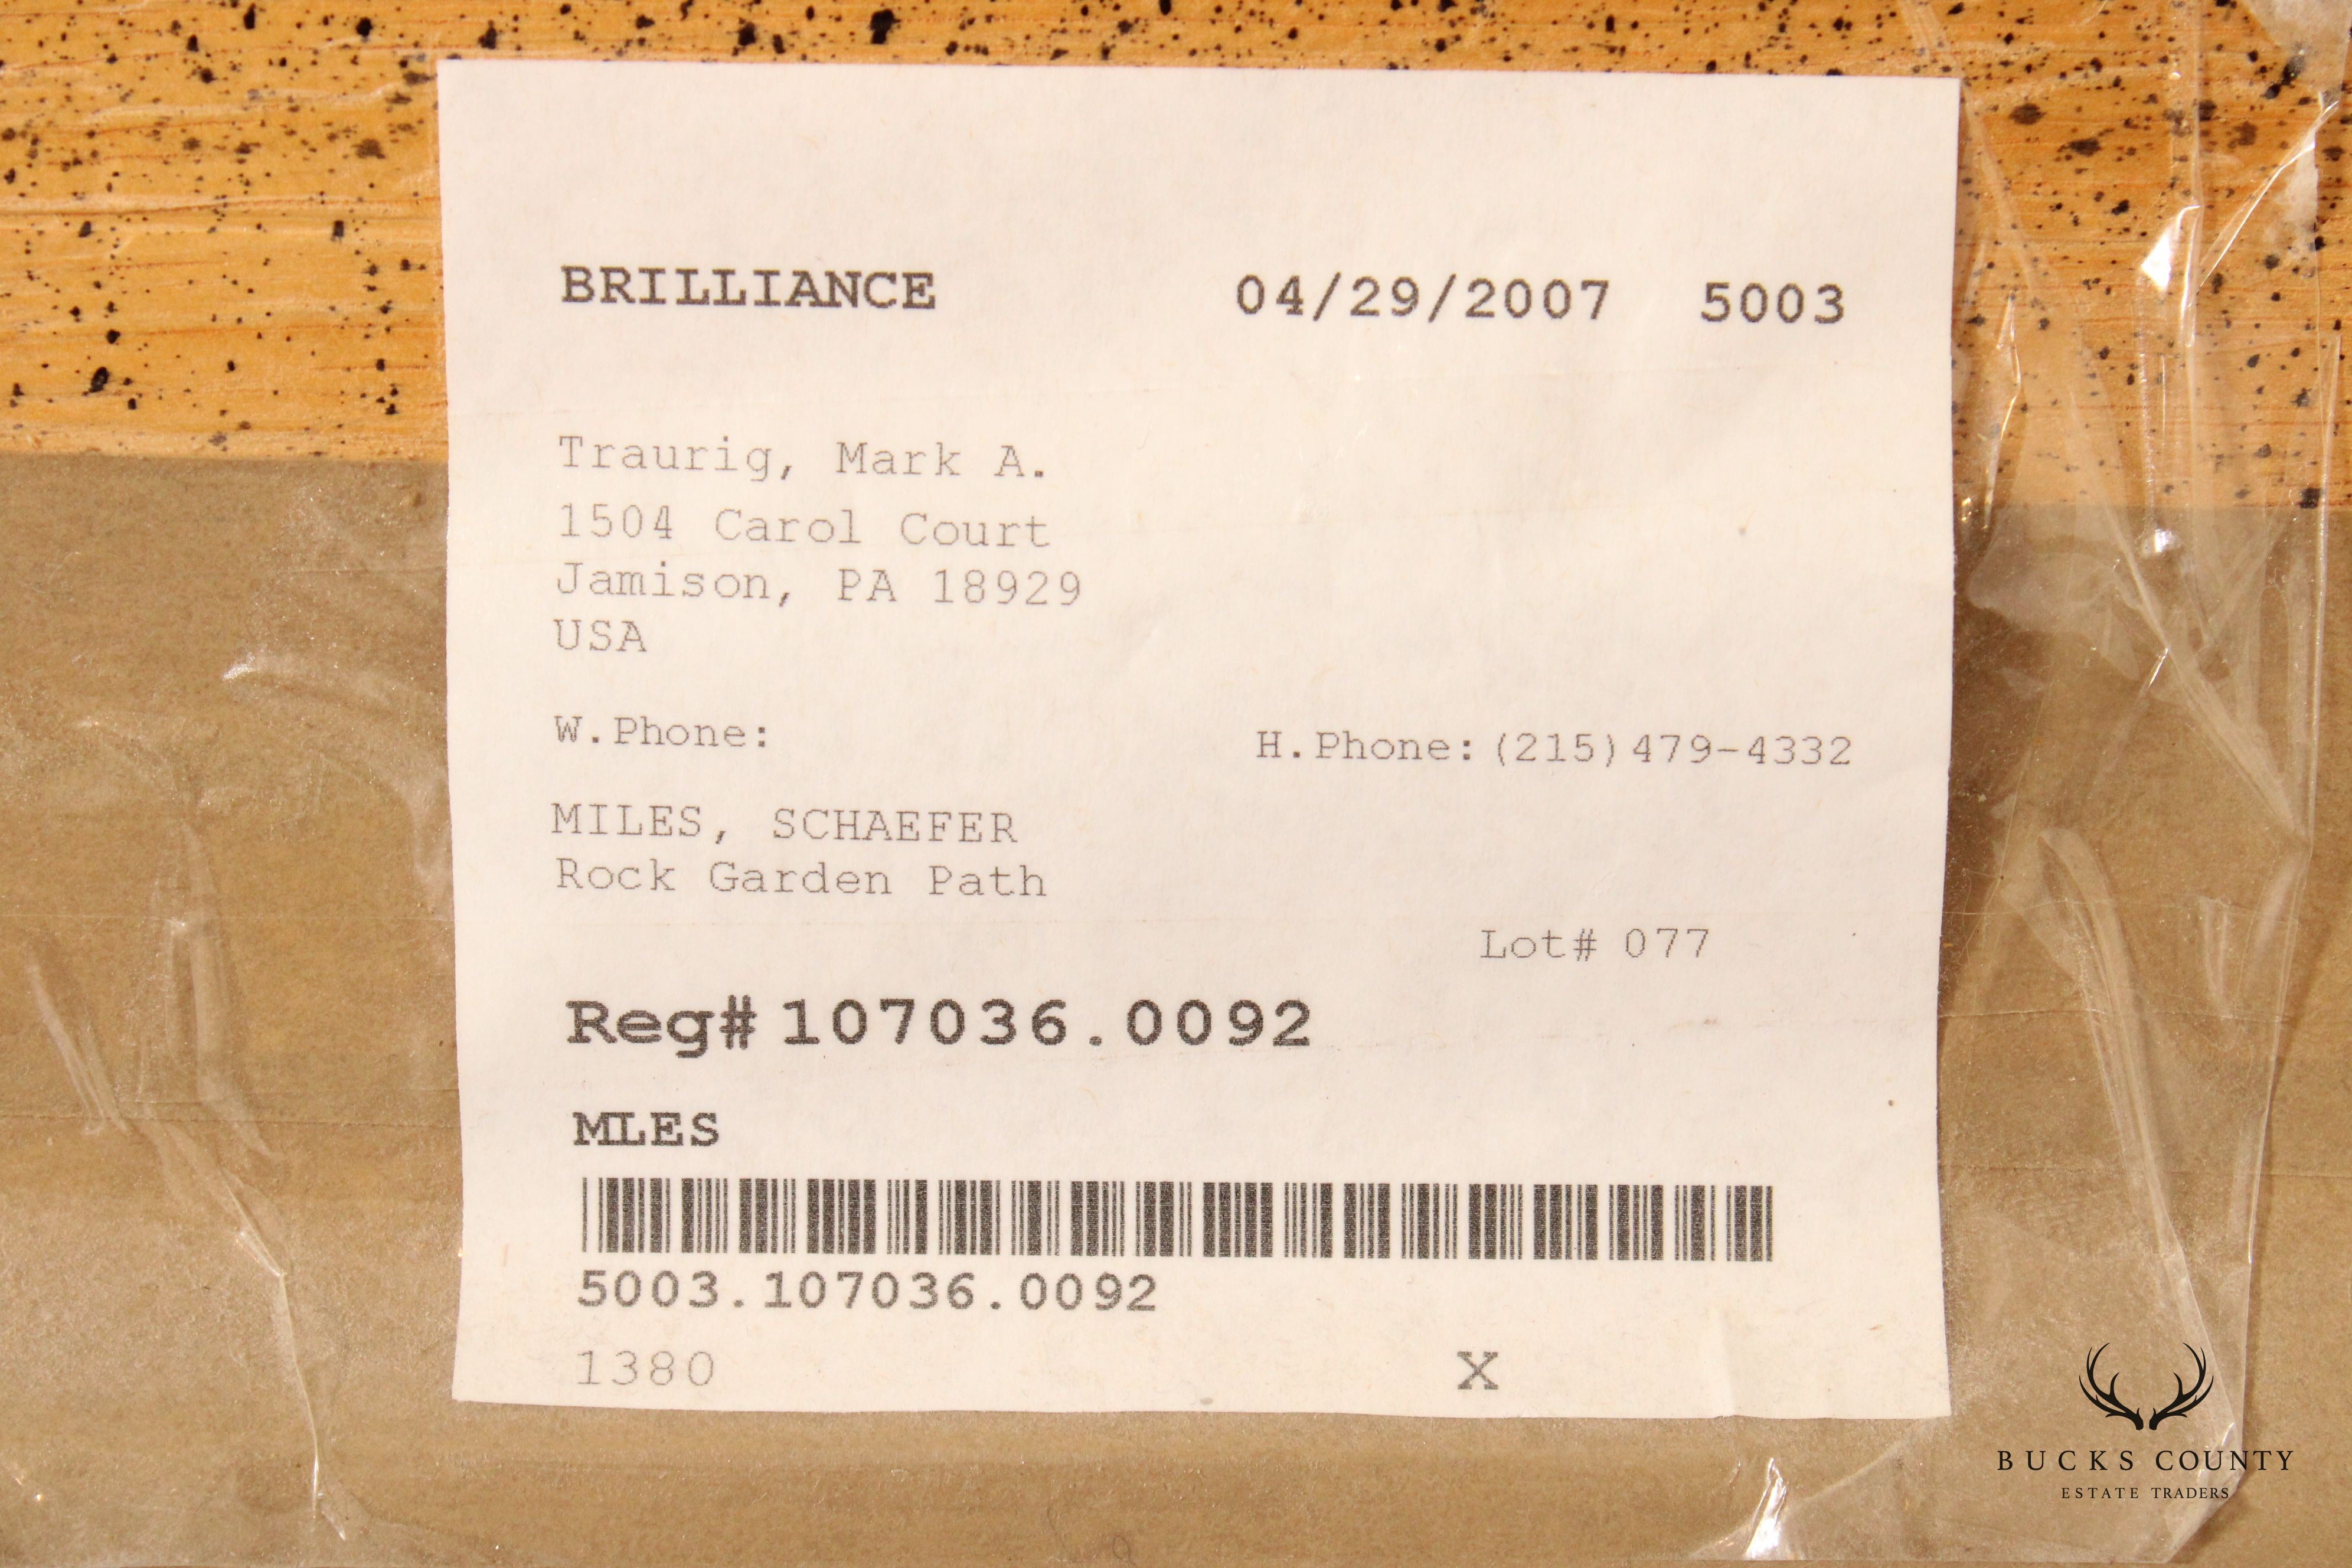 BRILLIANCE 04/29/2007 5003
Traurig, Mark A.
1504 Carol Court
Jamison, PA 18929
USA
W.Phone: H.Phone: (215)479-4332
MILES, SCHAEFER
Rock Garden Path
Lot# 077
Reg# 107036.0092
MLES
5003.107036.0092
1380 X
BUCKS COUNTY
ESTATE TRADERS